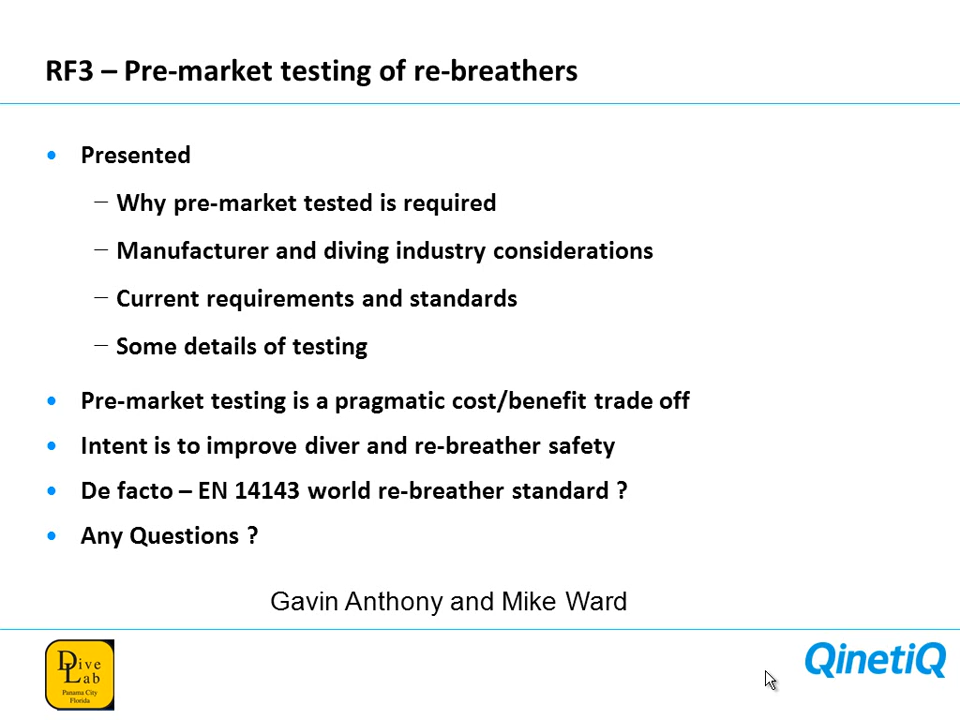 RF3 – Pre-market testing of re-breathers
• Presented
– Why pre-market tested is required
– Manufacturer and diving industry considerations
– Current requirements and standards
– Some details of testing
• Pre-market testing is a pragmatic cost/benefit trade off
• Intent is to improve diver and re-breather safety
• De facto – EN 14143 world re-breather standard ?
• Any Questions ?
Gavin Anthony and Mike Ward
Dive
Lab
Panama City
Florida
QinetiQ